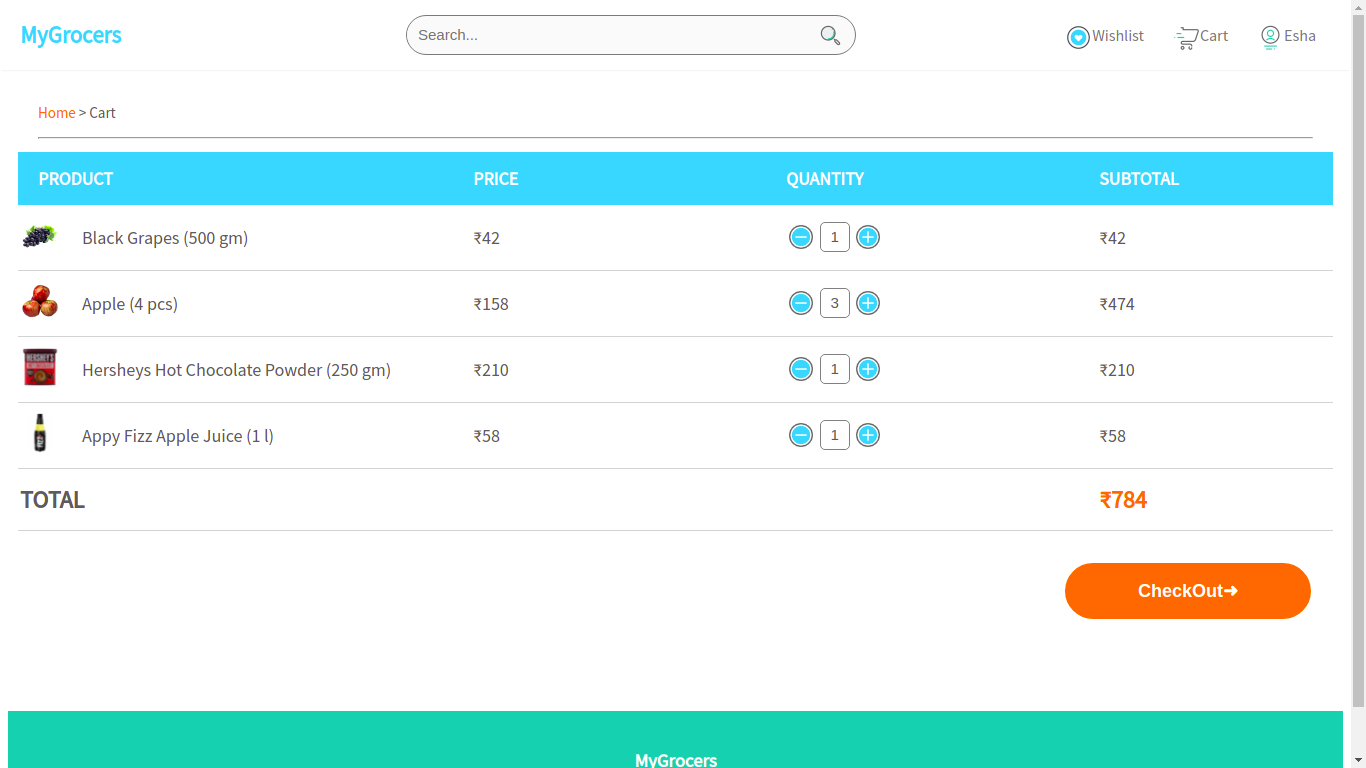 MyGrocers
Search...
Wishlist
Cart
Esha
Home > Cart
PRODUCT PRICE QUANTITY SUBTOTAL
Black Grapes (500 gm) ₹42 1 ₹42
Apple (4 pcs) ₹158 3 ₹474
HERSHEY'S
Hersheys Hot Chocolate Powder (250 gm) ₹210 1 ₹210
Appy Fizz Apple Juice (1 l) ₹58 1 ₹58
TOTAL ₹784
CheckOut➜
MyGrocers